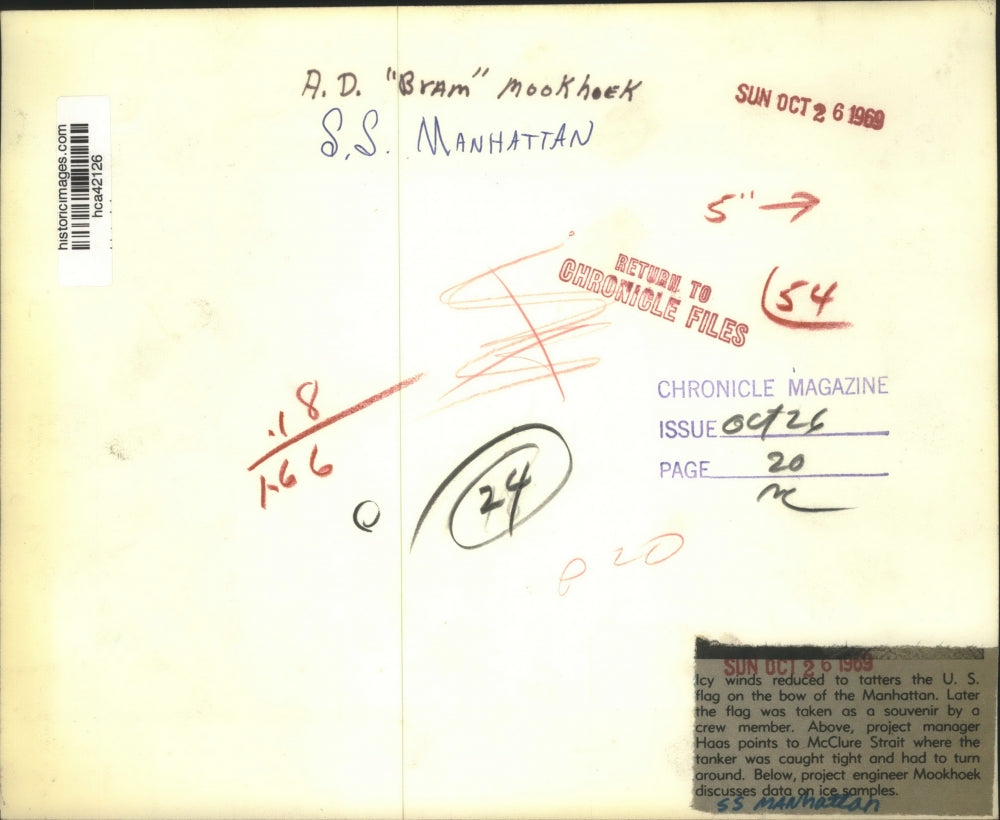 A.D. "Bram" Mookhoek
S.S. MANHATTAN
SUN OCT 26 1969
historicimages.com
hca42126
5" →
RETURN TO
CHRONICLE FILES
54
CHRONICLE MAGAZINE
ISSUE Oct 26
PAGE 20
.18
1.66
24
p 20
SUN OCT 26 1969
Icy winds reduced to tatters the U. S.
flag on the bow of the Manhattan. Later
the flag was taken as a souvenir by a
crew member. Above, project manager
Haas points to McClure Strait where the
tanker was caught tight and had to turn
around. Below, project engineer Mookhoek
discusses data on ice samples.
SS MANhattan